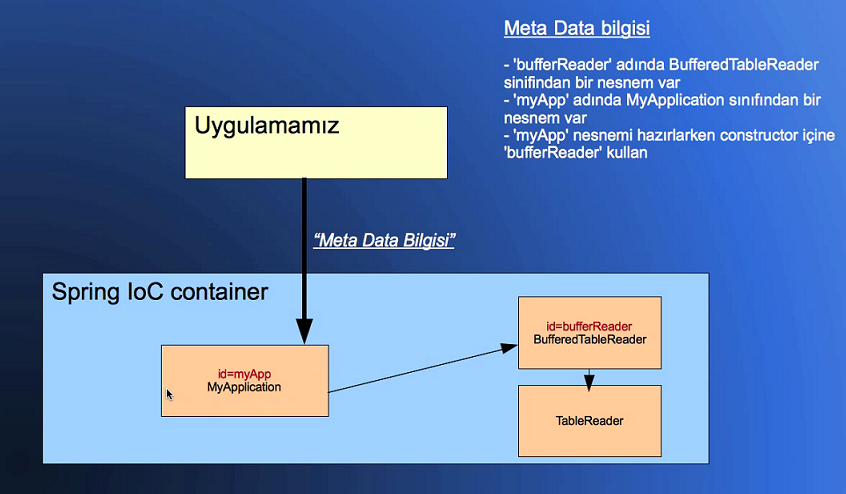 Meta Data bilgisi
- 'bufferReader' adında BufferedTableReader
sinifindan bir nesnem var
- 'myApp' adında MyApplication sınıfından bir
nesnem var
- 'myApp' nesnemi hazırlarken constructor içine
'bufferReader' kullan
Uygulamamız
“Meta Data Bilgisi”
Spring IoC container
id=myApp
MyApplication
id=bufferReader
BufferedTableReader
TableReader